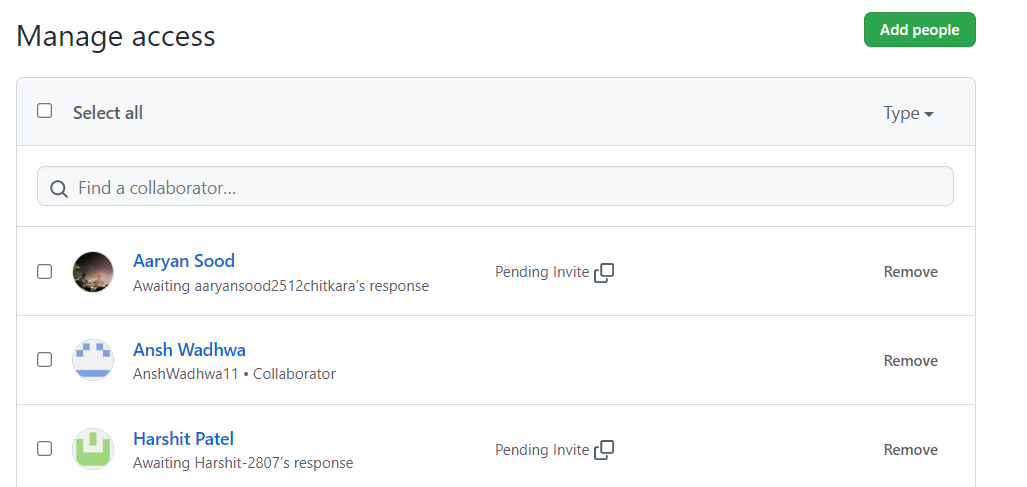 Manage access
Add people
Select all
Type
Find a collaborator...
Aaryan Sood
Awaiting aaryansood2512chitkara's response
Pending Invite
Remove
Ansh Wadhwa
AnshWadhwa11 • Collaborator
Remove
Harshit Patel
Awaiting Harshit-2807's response
Pending Invite
Remove